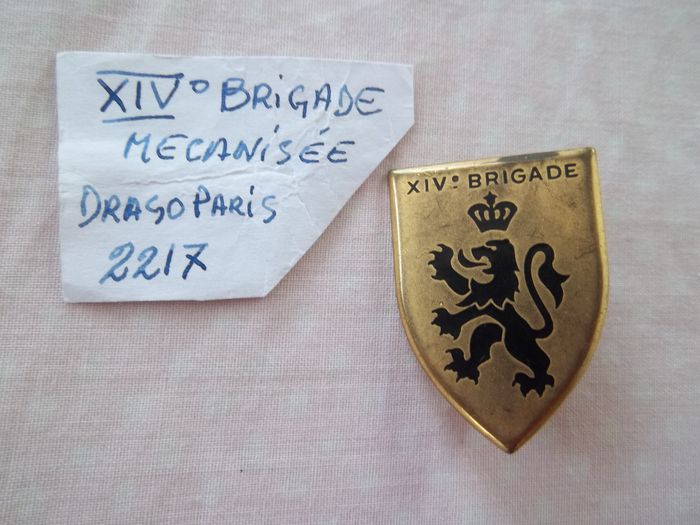 XIVº BRIGADE
MECANISÉE
DRAGO PARIS
2217
XIVº BRIGADE